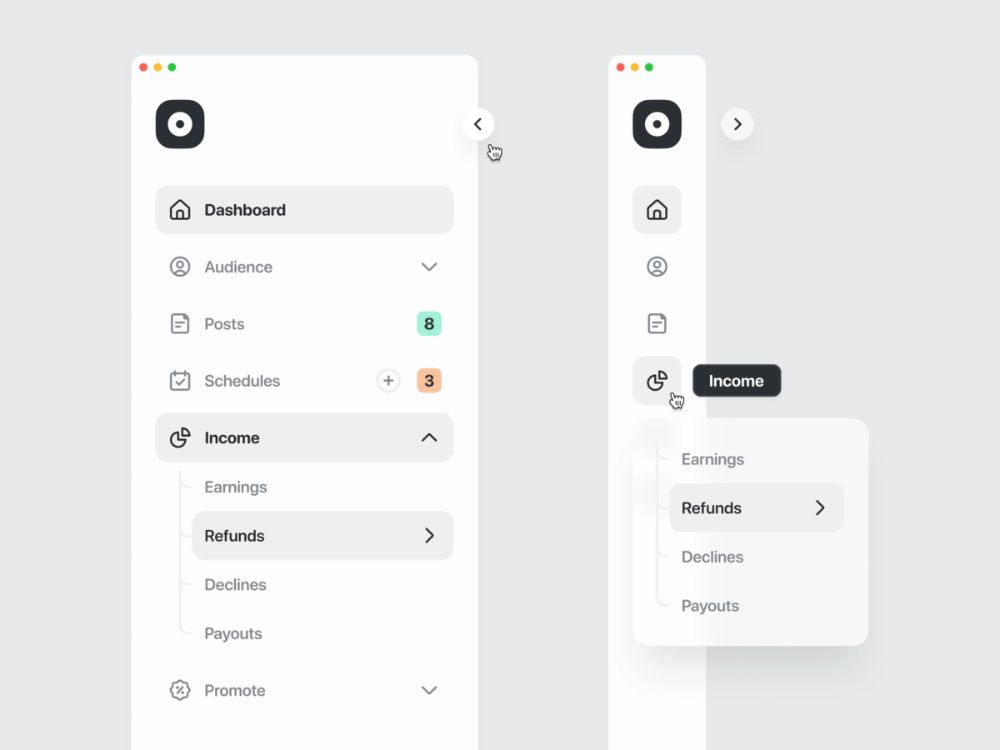 Dashboard
Audience
Posts
8
Schedules
3
Income
Earnings
Refunds
Declines
Payouts
Promote
Income
Earnings
Refunds
Declines
Payouts